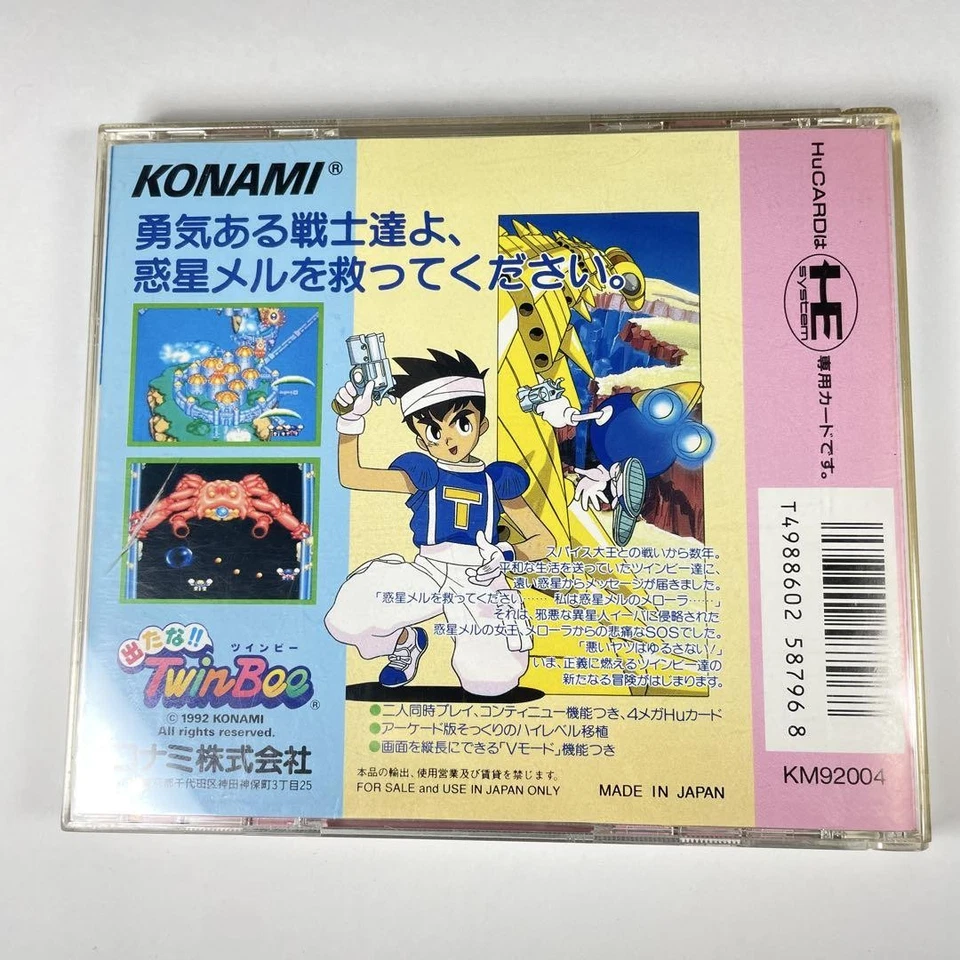 KONAMI®
勇気ある戦士達よ、
惑星メルを救ってください。
スパイス大王との戦いから数年。
平和な生活を送っていたツインビー達に、
遠い惑星からメッセージが届きました。
「惑星メルを救ってください…… 私は惑星メルのメローラ……」
それは、邪悪な異星人イーバに侵略された
惑星メルの女王、メローラからの悲痛なSOSでした。
「悪いヤツはゆるさない!」
いま、正義に燃えるツインビー達の
新たなる冒険がはじまります。
●二人同時プレイ、コンティニュー機能つき、4メガHuカード
●アーケード版そっくりのハイレベル移植
●画面を縦長にできる「Vモード」機能つき
本品の輸出、使用営業及び賃貸を禁じます。
FOR SALE and USE IN JAPAN ONLY
MADE IN JAPAN
出たな!!
ツインビー
TwinBee®
© 1992 KONAMI
All rights reserved.
コナミ株式会社
千代田区神田神保町3丁目25
T
HuCARDは
HE
system
専用カードです。
T4988602 587968
KM92004